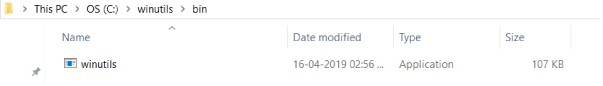 This PC > OS (C:) > winutils > bin
Name Date modified Type Size
winutils 16-04-2019 02:56 ... Application 107 KB